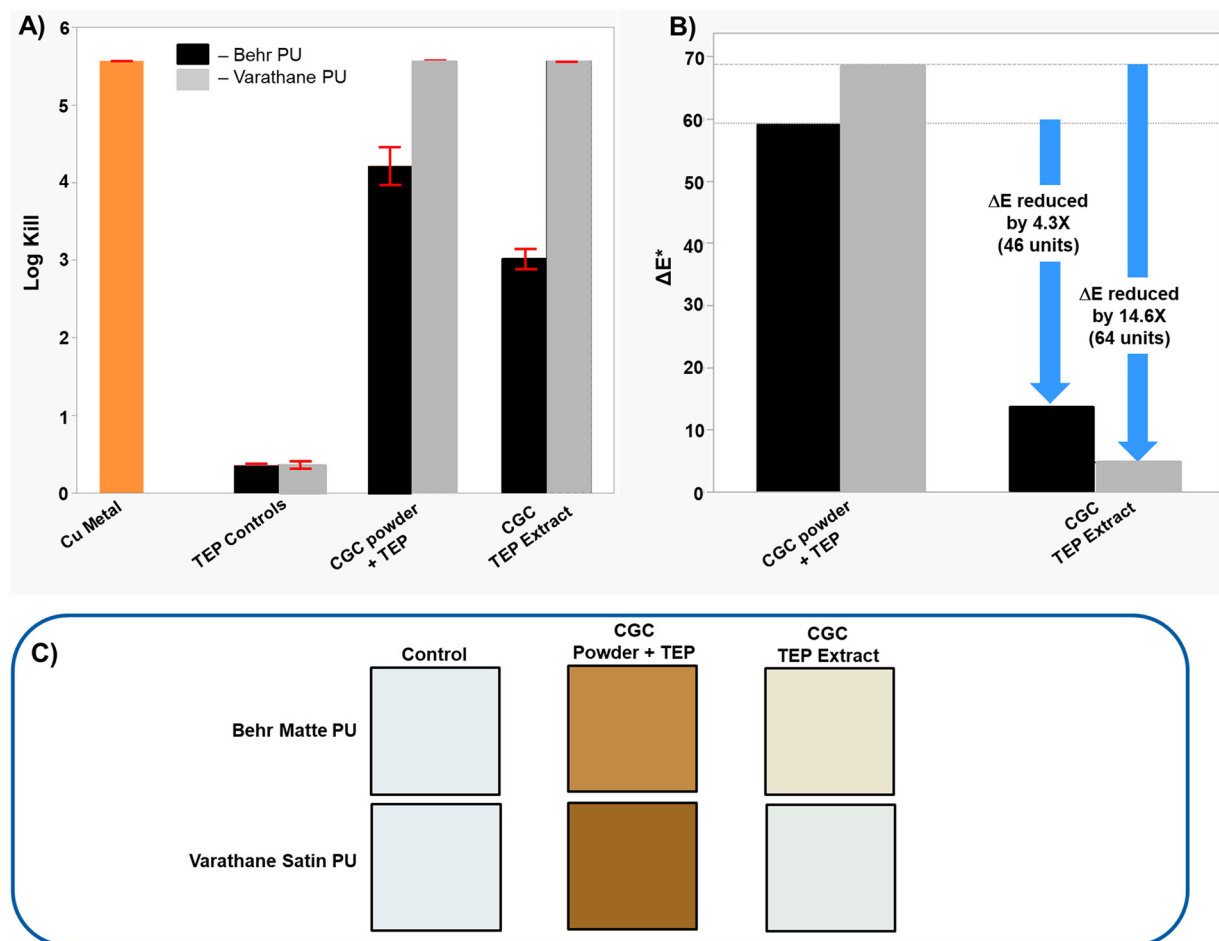 A)
6
5
4
3
2
1
0
Log Kill
– Behr PU
– Varathane PU
Cu Metal
TEP Controls
CGC powder
+ TEP
CGC
TEP Extract
B)
70
60
50
40
30
20
10
0
ΔE*
ΔE reduced
by 4.3X
(46 units)
ΔE reduced
by 14.6X
(64 units)
CGC powder
+ TEP
CGC
TEP Extract
C)
Control
CGC
Powder + TEP
CGC
TEP Extract
Behr Matte PU
Varathane Satin PU